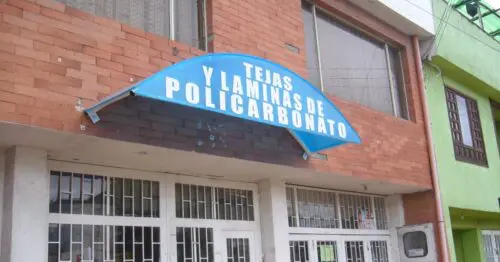 TEJAS
Y LAMINAS DE
POLICARBONATO